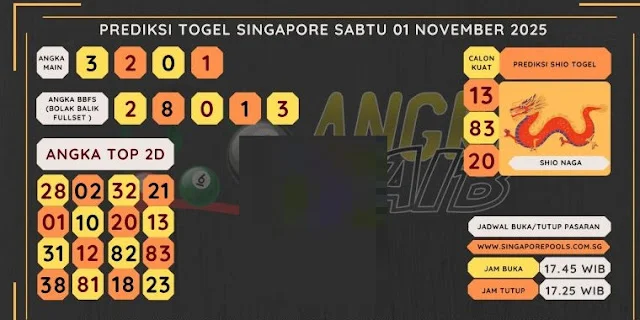 PREDIKSI TOGEL SINGAPORE SABTU 01 NOVEMBER 2025
ANGKA
MAIN
3 2 0 1
ANGKA BBFS
(BOLAK BALIK
FULLSET )
2 8 0 1 3
ANGKA TOP 2D
28 02 32 21
01 10 20 13
31 12 82 83
38 81 18 23
CALON
KUAT
13
83
20
PREDIKSI SHIO TOGEL
SHIO NAGA
JADWAL BUKA/TUTUP PASARAN
WWW.SINGAPOREPOOLS.COM.SG
JAM BUKA 17.45 WIB
JAM TUTUP 17.25 WIB